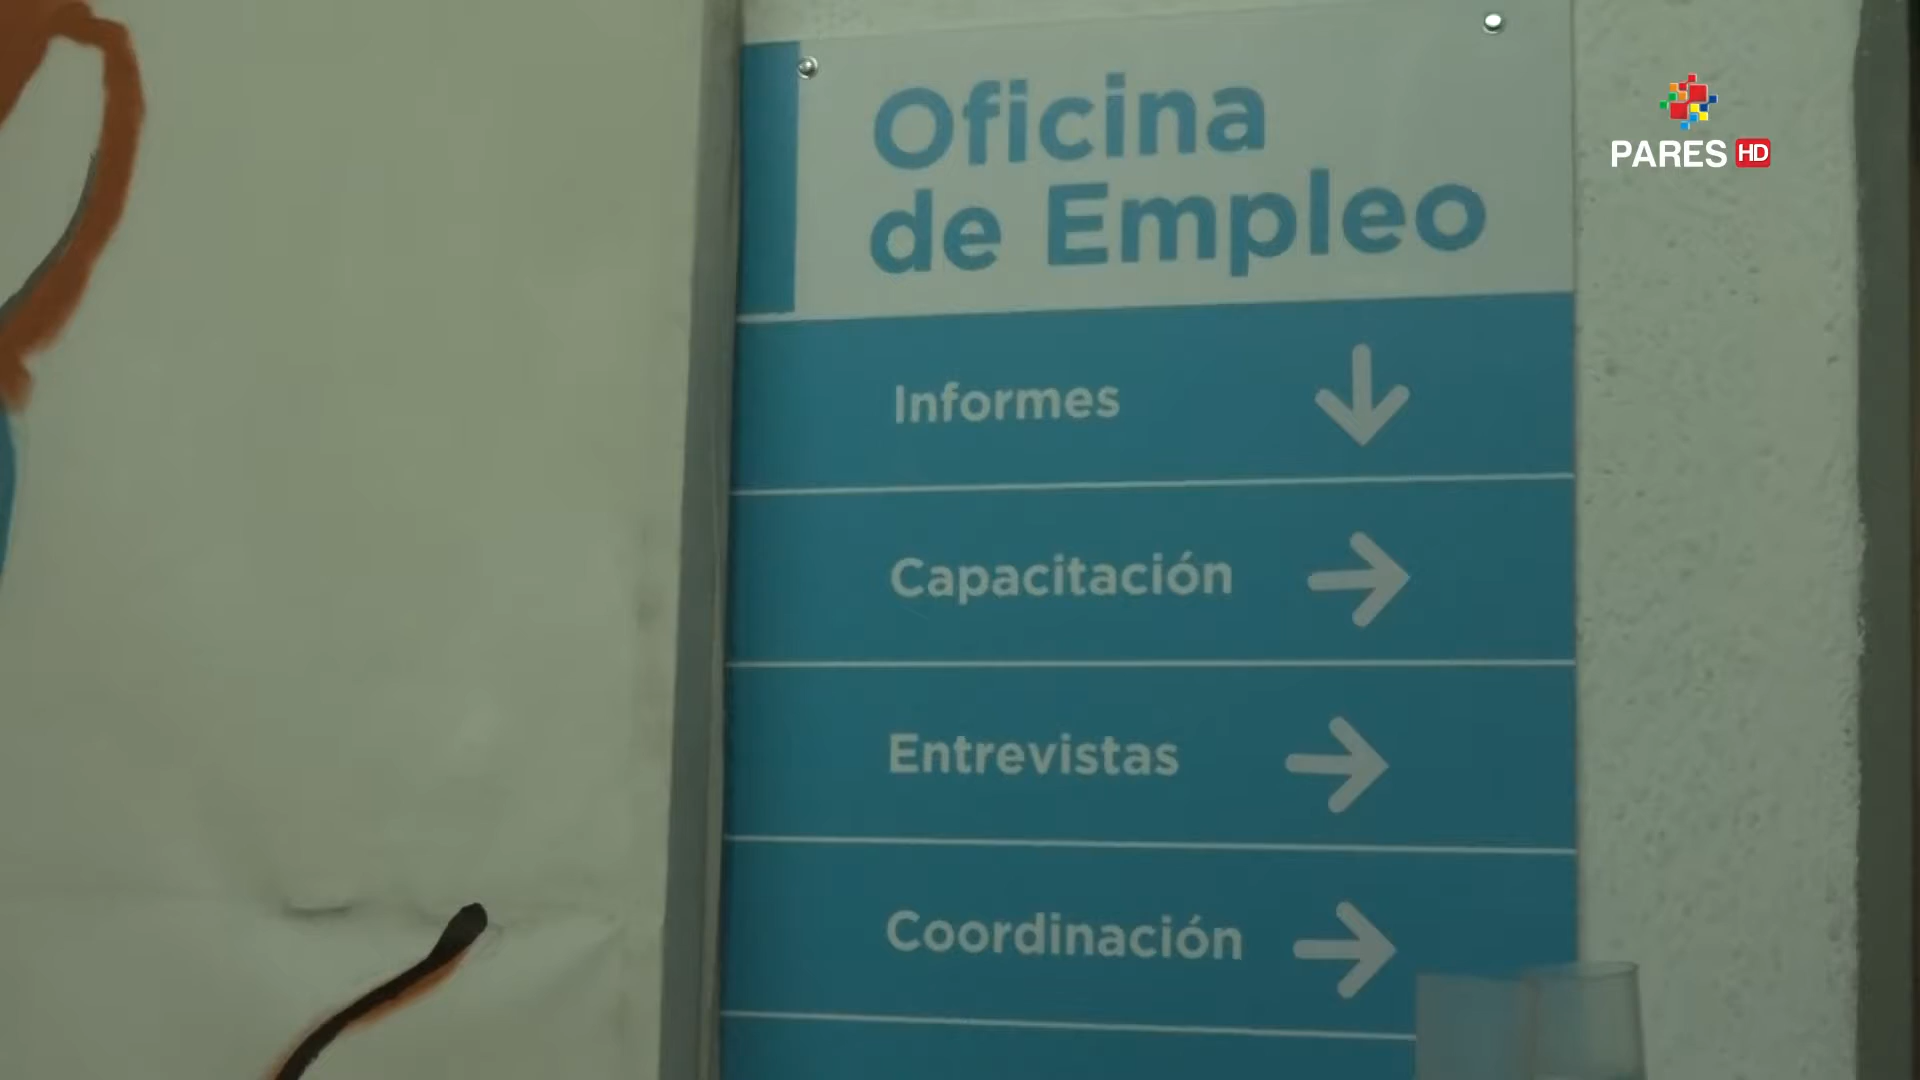 Oficina
de Empleo
PARES HD
Informes
Capacitación
Entrevistas
Coordinación